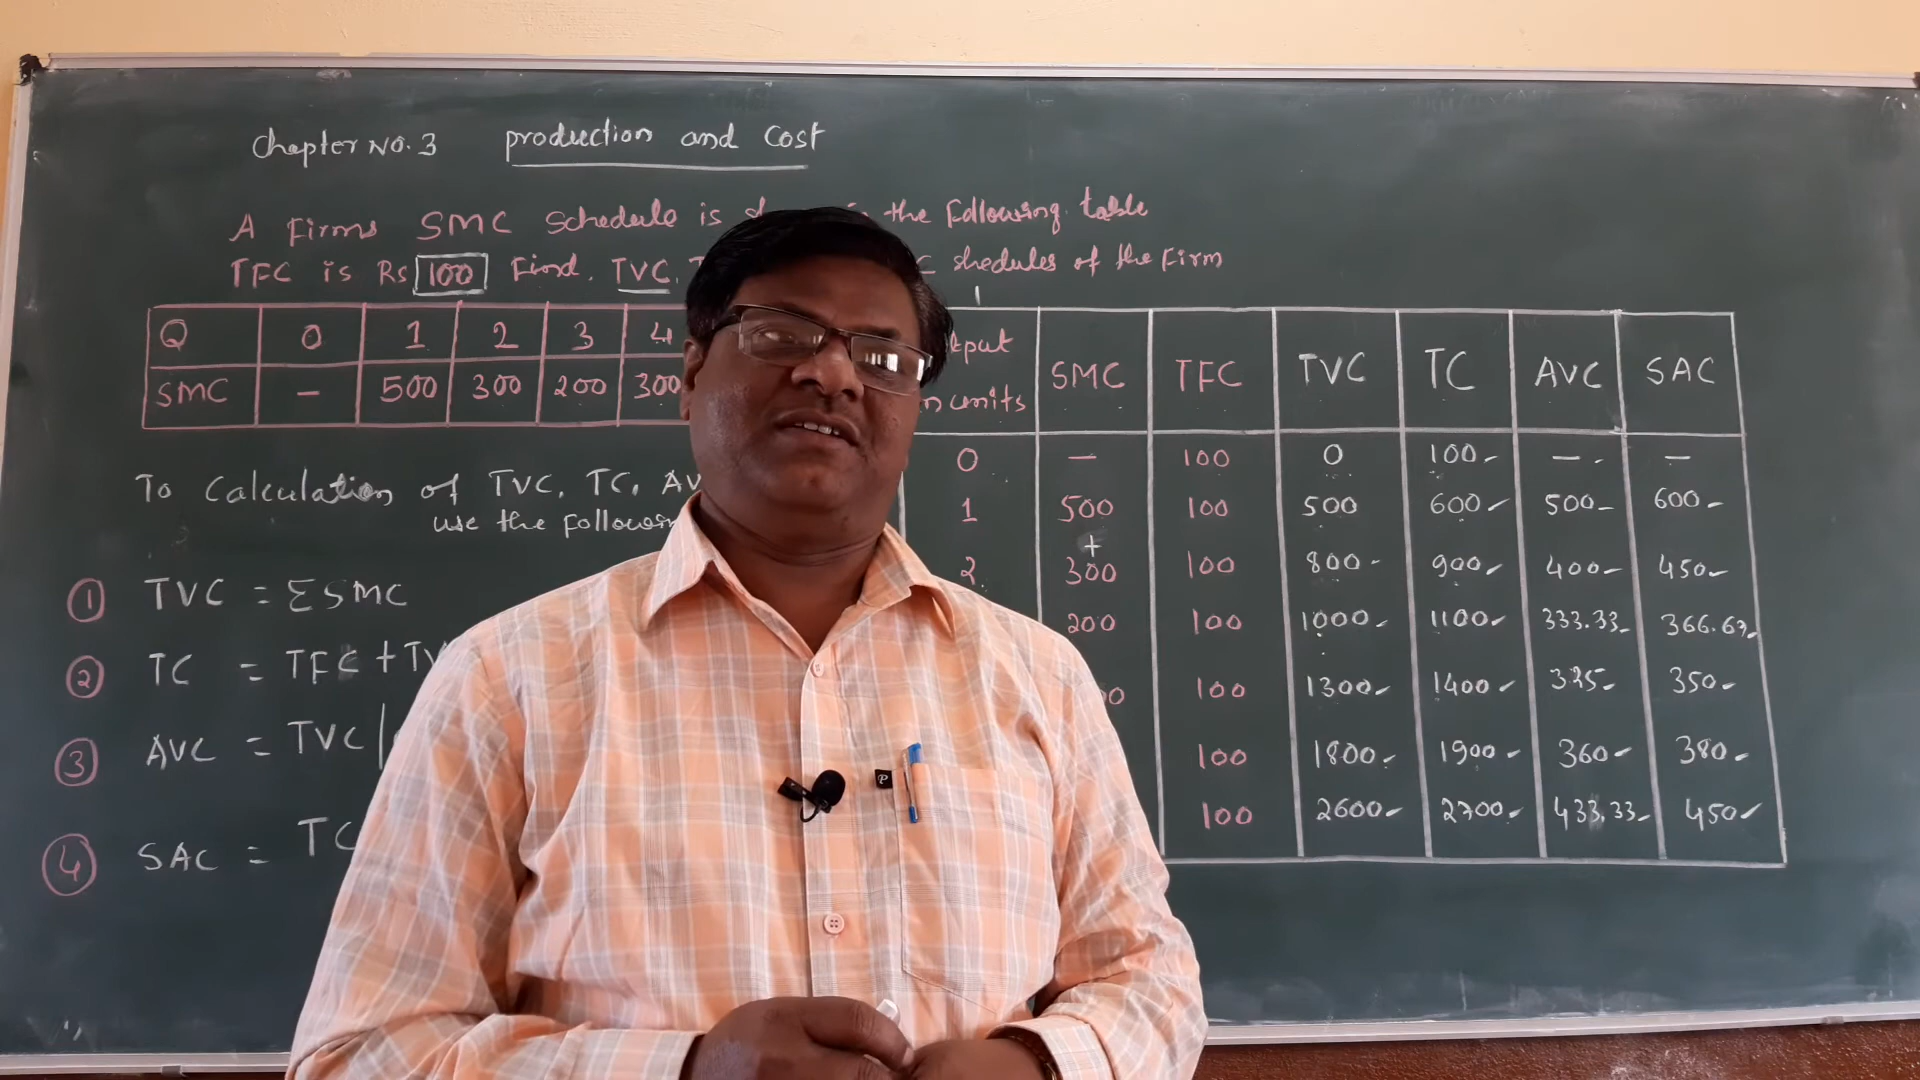 Chapter No. 3 production and Cost
A Firms SMC Schedule is the Following table
TFC is Rs 100 Find. TVC, shedules of the Firm
Q 0 1 2 3 4
SMC — 500 300 200 300
To Calculation of TVC, TC, AV
use the
① TVC = ΣSMC
② TC = TFC + TV
③ AVC = TVC
④ SAC = TC
SMC TFC TVC TC AVC SAC
units
0 — 100 0 100 — —
1 500 100 500 600 500 600
+
2 300 100 800 900 400 450
200 100 1000 1100 333.33 366.67
100 1300 1400 325 350
100 1800 1900 360 380
100 2600 2700 433.33 450
P